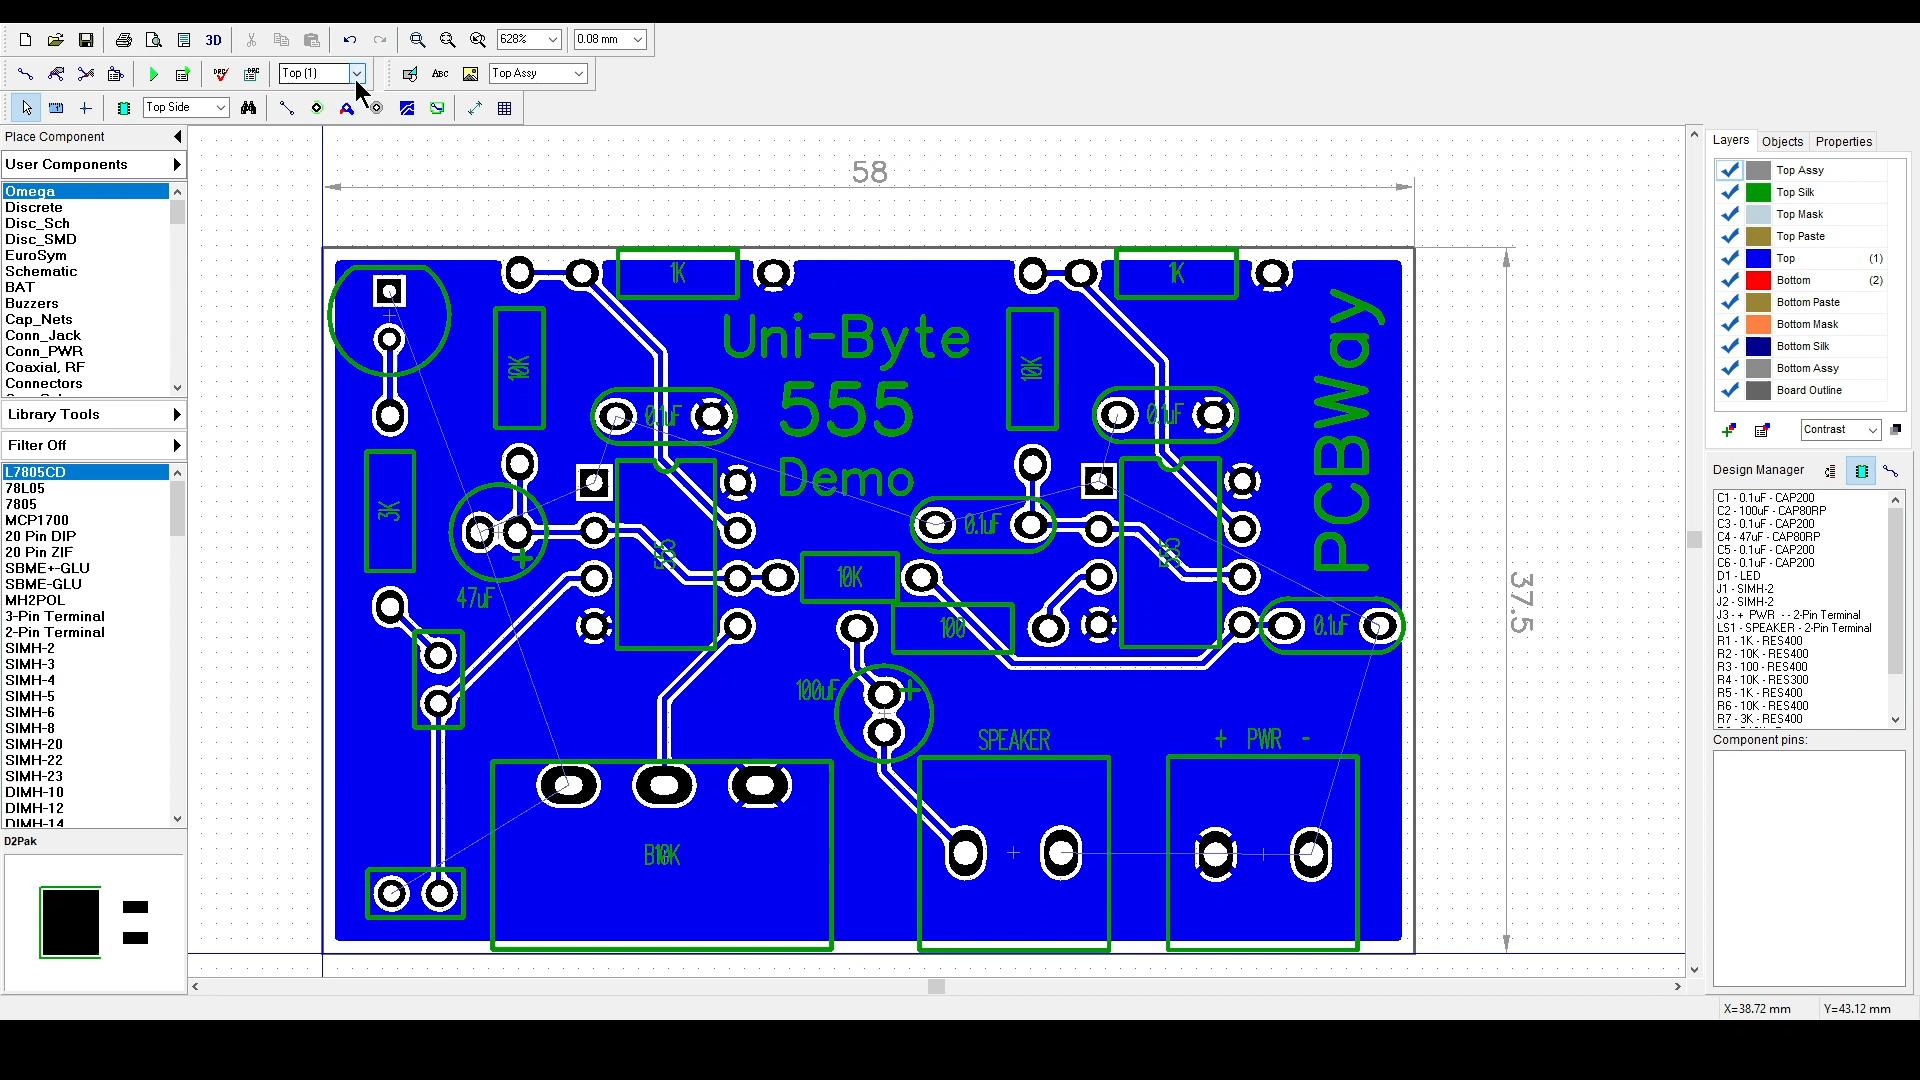 3D
628%
0.08 mm
DRC
DRC
Top (1)
ABC
Top Assy
Top Side
Place Component
User Components
Omega
Discrete
Disc_Sch
Disc_SMD
EuroSym
Schematic
BAT
Buzzers
Cap_Nets
Conn_Jack
Conn_PWR
Coaxial, RF
Connectors
Library Tools
Filter Off
L7805CD
78L05
7805
MCP1700
20 Pin DIP
20 Pin ZIF
SBME+-GLU
SBME-GLU
MH2POL
3-Pin Terminal
2-Pin Terminal
SIMH-2
SIMH-3
SIMH-4
SIMH-5
SIMH-6
SIMH-8
SIMH-20
SIMH-22
SIMH-23
DIMH-10
DIMH-12
DIMH-14
D2Pak
58
37.5
1K
1K
10K
Uni-Byte
10K
PCBWay
0.1uF
555
0.1uF
Demo
3K
0.1uF
47uF
10K
100
0.1uF
100uF
SPEAKER
+ PWR -
Layers
Objects
Properties
Top Assy
Top Silk
Top Mask
Top Paste
Top (1)
Bottom (2)
Bottom Paste
Bottom Mask
Bottom Silk
Bottom Assy
Board Outline
Contrast
Design Manager
C1 - 0.1uF - CAP200
C2 - 100uF - CAP80RP
C3 - 0.1uF - CAP200
C4 - 47uF - CAP80RP
C5 - 0.1uF - CAP200
C6 - 0.1uF - CAP200
D1 - LED
J1 - SIMH-2
J2 - SIMH-2
J3 - + PWR - - 2-Pin Terminal
LS1 - SPEAKER - 2-Pin Terminal
R1 - 1K - RES400
R2 - 10K - RES400
R3 - 100 - RES400
R4 - 10K - RES300
R5 - 1K - RES400
R6 - 10K - RES400
R7 - 3K - RES400
Component pins:
X=38.72 mm
Y=43.12 mm